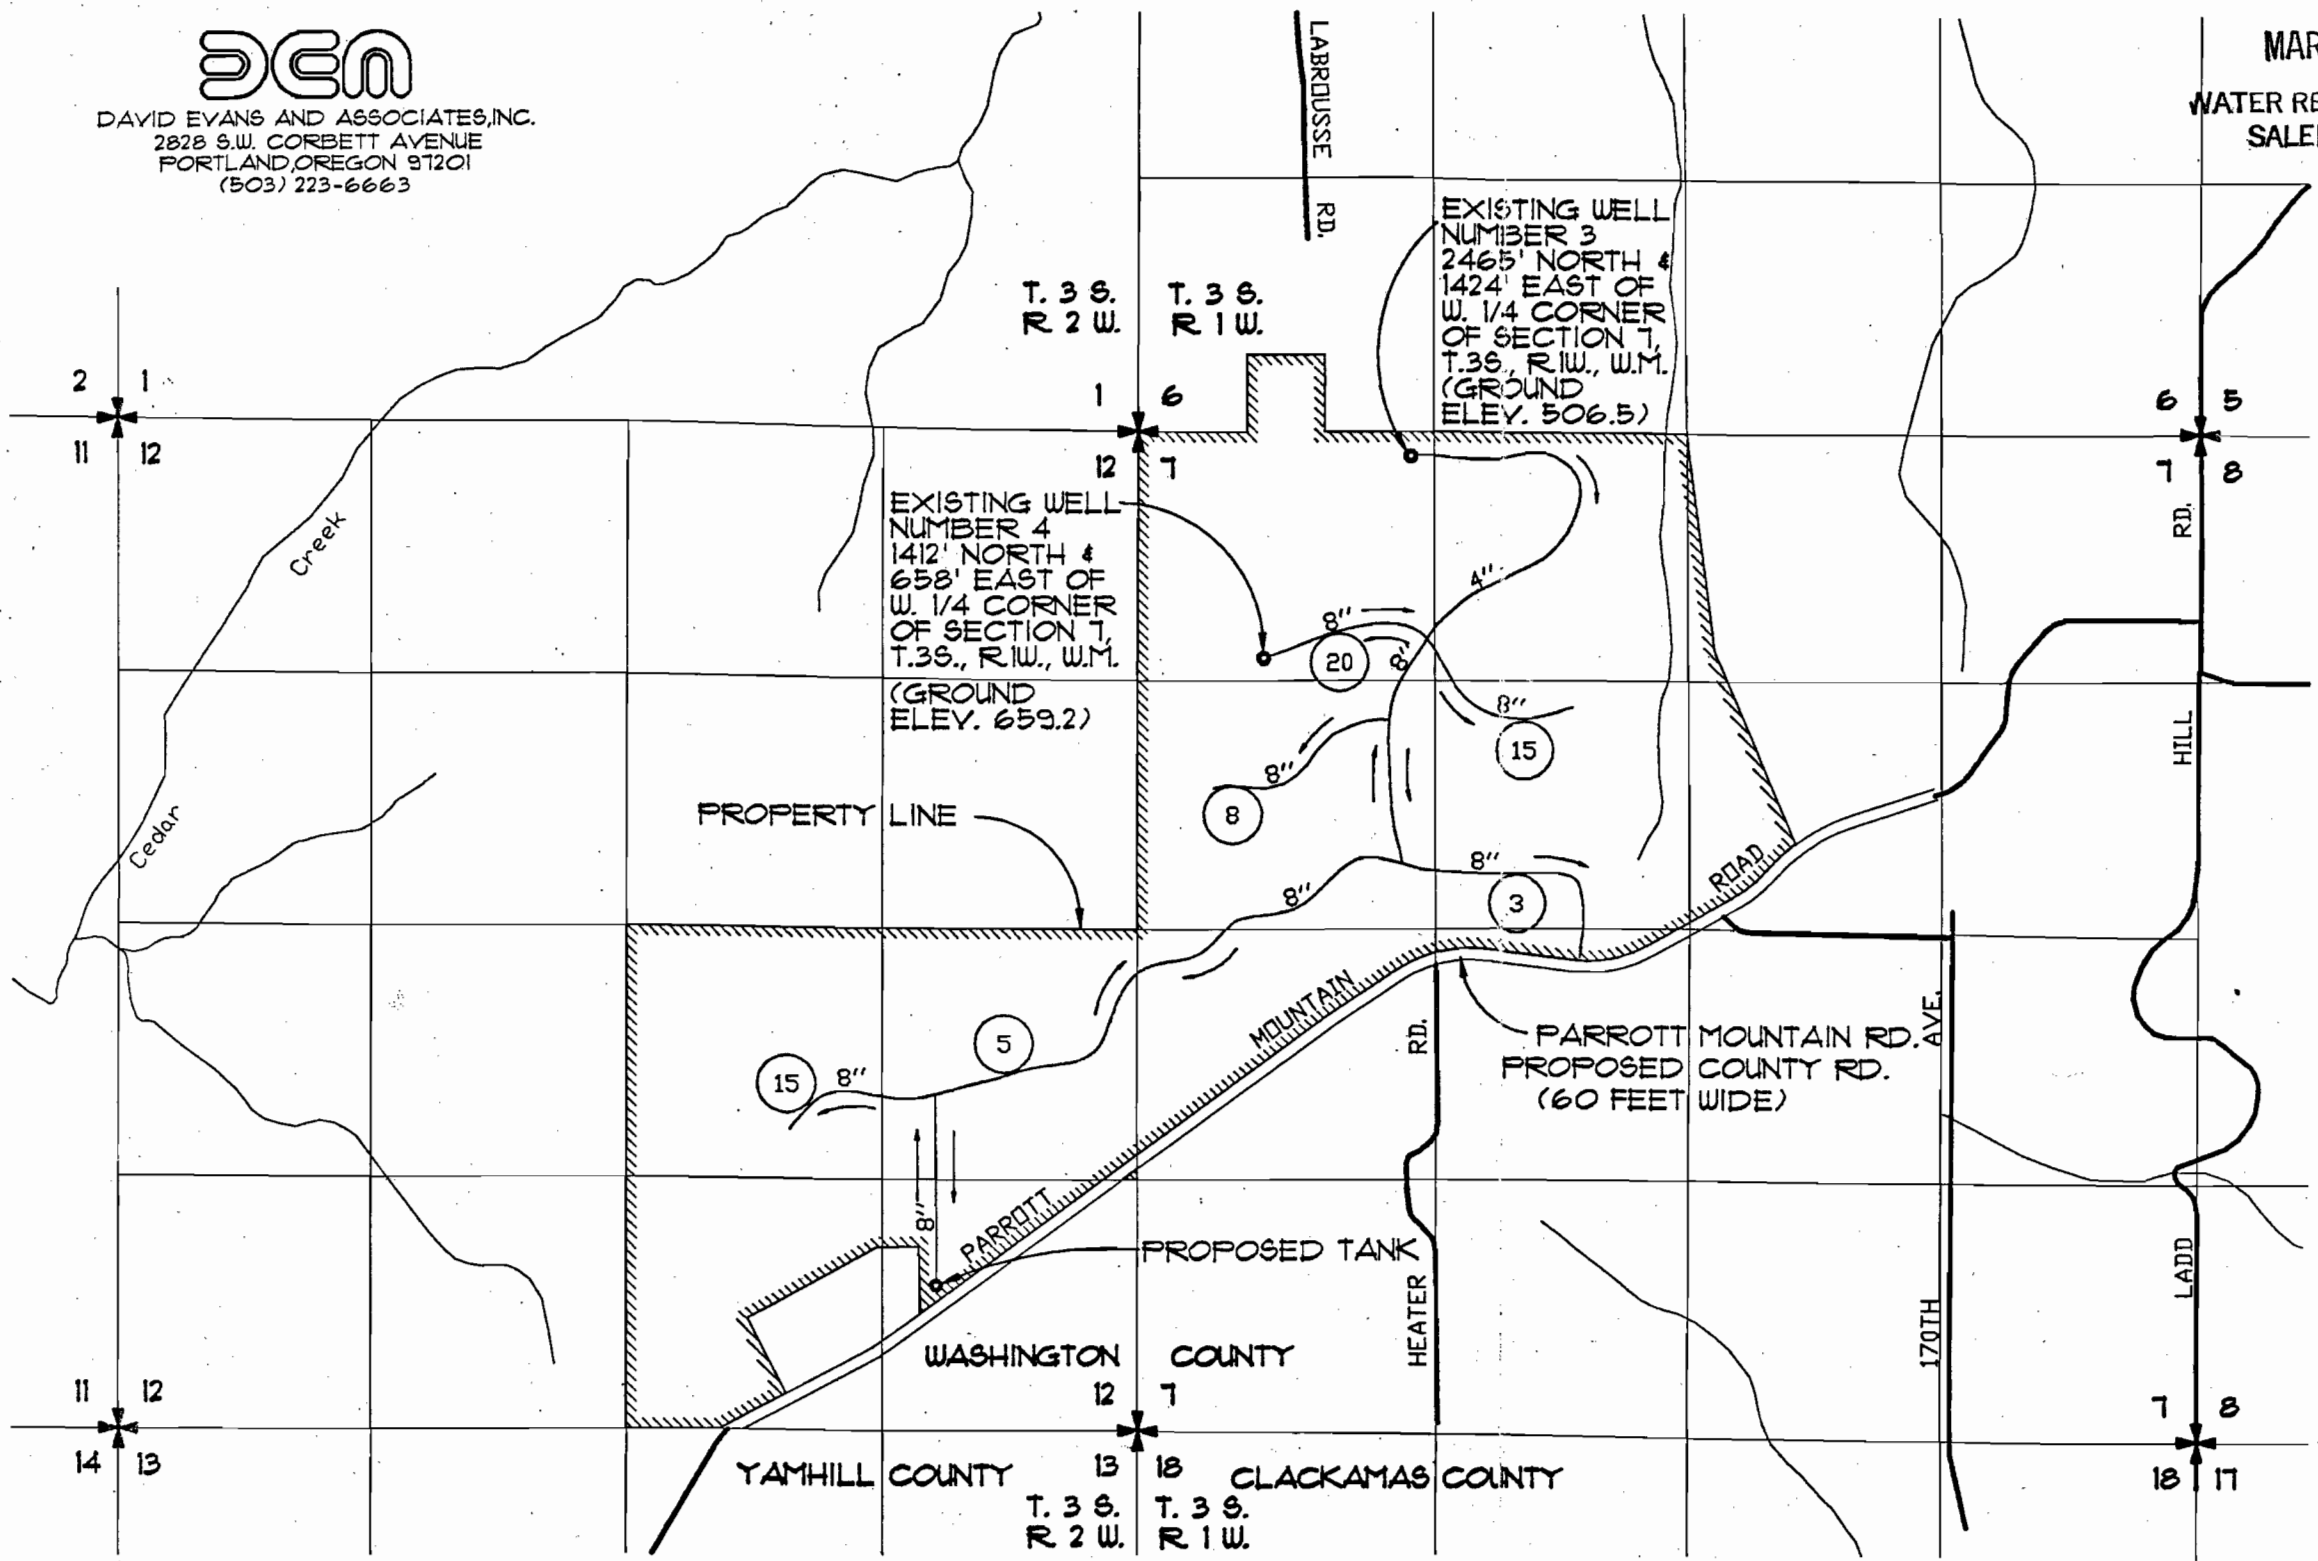 DEA
DAVID EVANS AND ASSOCIATES,INC.
2828 S.W. CORBETT AVENUE
PORTLAND,OREGON 97201
(503) 223-6663
LABROUSSE RD.
MAR
WATER RE
SALE
EXISTING WELL
NUMBER 3
2465' NORTH &
1424' EAST OF
W. 1/4 CORNER
OF SECTION 7,
T.3S., R.1W., W.M.
(GROUND
ELEV. 506.5)
T. 3 S.
R 2 W.
T. 3 S.
R 1 W.
2 1
11 12
1 6
12 7
6 5
7 8
EXISTING WELL
NUMBER 4
1412' NORTH &
658' EAST OF
W. 1/4 CORNER
OF SECTION 7,
T.3S., R.1W., W.M.
(GROUND
ELEV. 659.2)
Cedar Creek
4"
8"
20
8"
8"
15
8"
8
PROPERTY LINE
8"
3
8"
5
15
8"
8"
PARROTT MOUNTAIN ROAD
PARROTT MOUNTAIN RD.
PROPOSED COUNTY RD.
(60 FEET WIDE)
PROPOSED TANK
HEATER RD.
170TH AVE.
LADD HILL RD.
WASHINGTON COUNTY
11 12
14 13
12 7
13 18
7 8
18 17
YAMHILL COUNTY
CLACKAMAS COUNTY
T. 3 S.
R 2 W.
T. 3 S.
R 1 W.